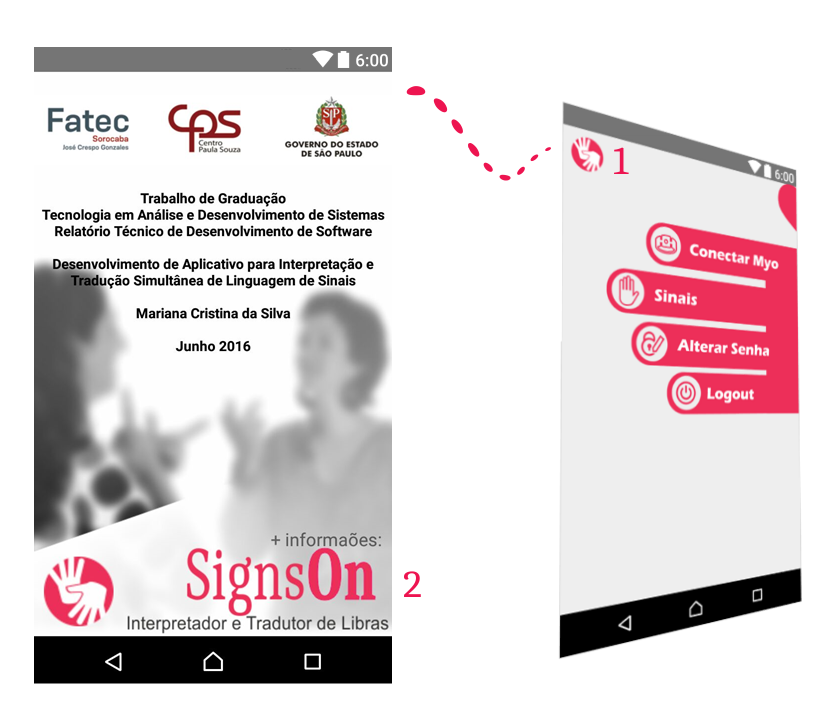 6:00
Fatec
Sorocaba
José Crespo Gonzales
CPS
Centro
Paula Souza
SP
GOVERNO DO ESTADO
DE SÃO PAULO
Trabalho de Graduação
Tecnologia em Análise e Desenvolvimento de Sistemas
Relatório Técnico de Desenvolvimento de Software
Desenvolvimento de Aplicativo para Interpretação e
Tradução Simultânea de Linguagem de Sinais
Mariana Cristina da Silva
Junho 2016
+ informaões:
SignsOn
2
Interpretador e Tradutor de Libras
6:00
1
Conectar Myo
Sinais
Alterar Senha
Logout